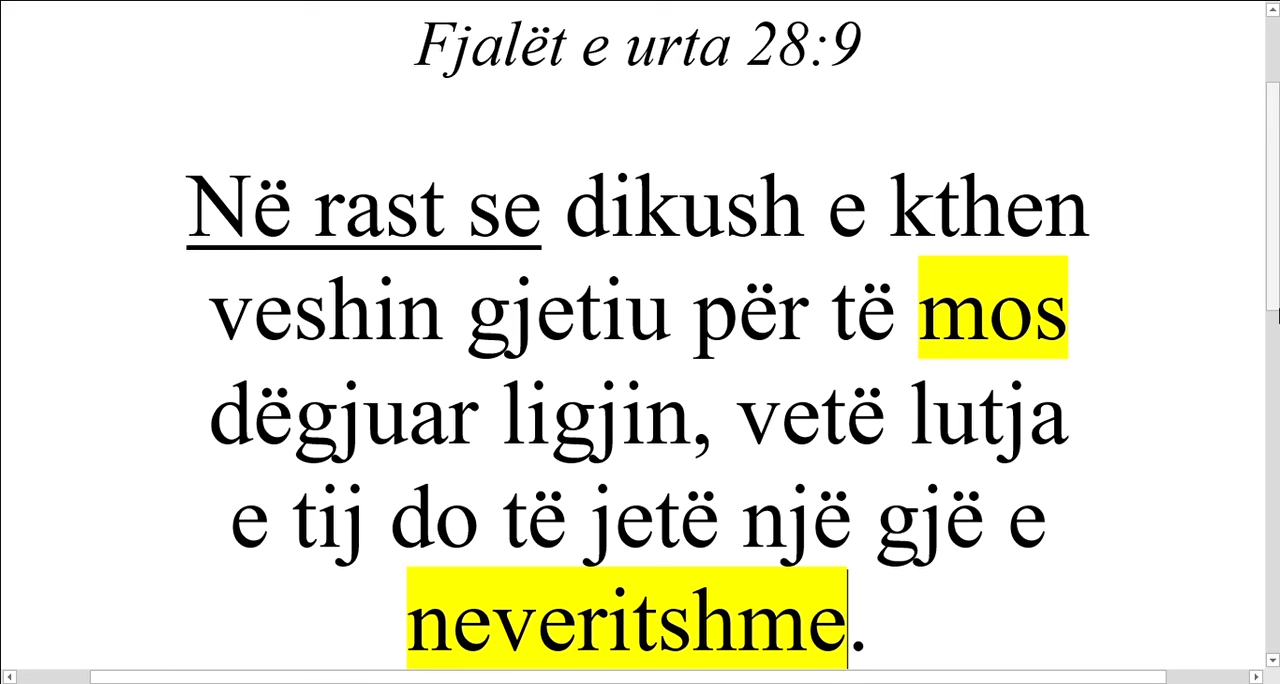 Fjalët e urta 28:9
Në rast se dikush e kthen
veshin gjetiu për të mos
dëgjuar ligjin, vetë lutja
e tij do të jetë një gjë e
neveritshme.